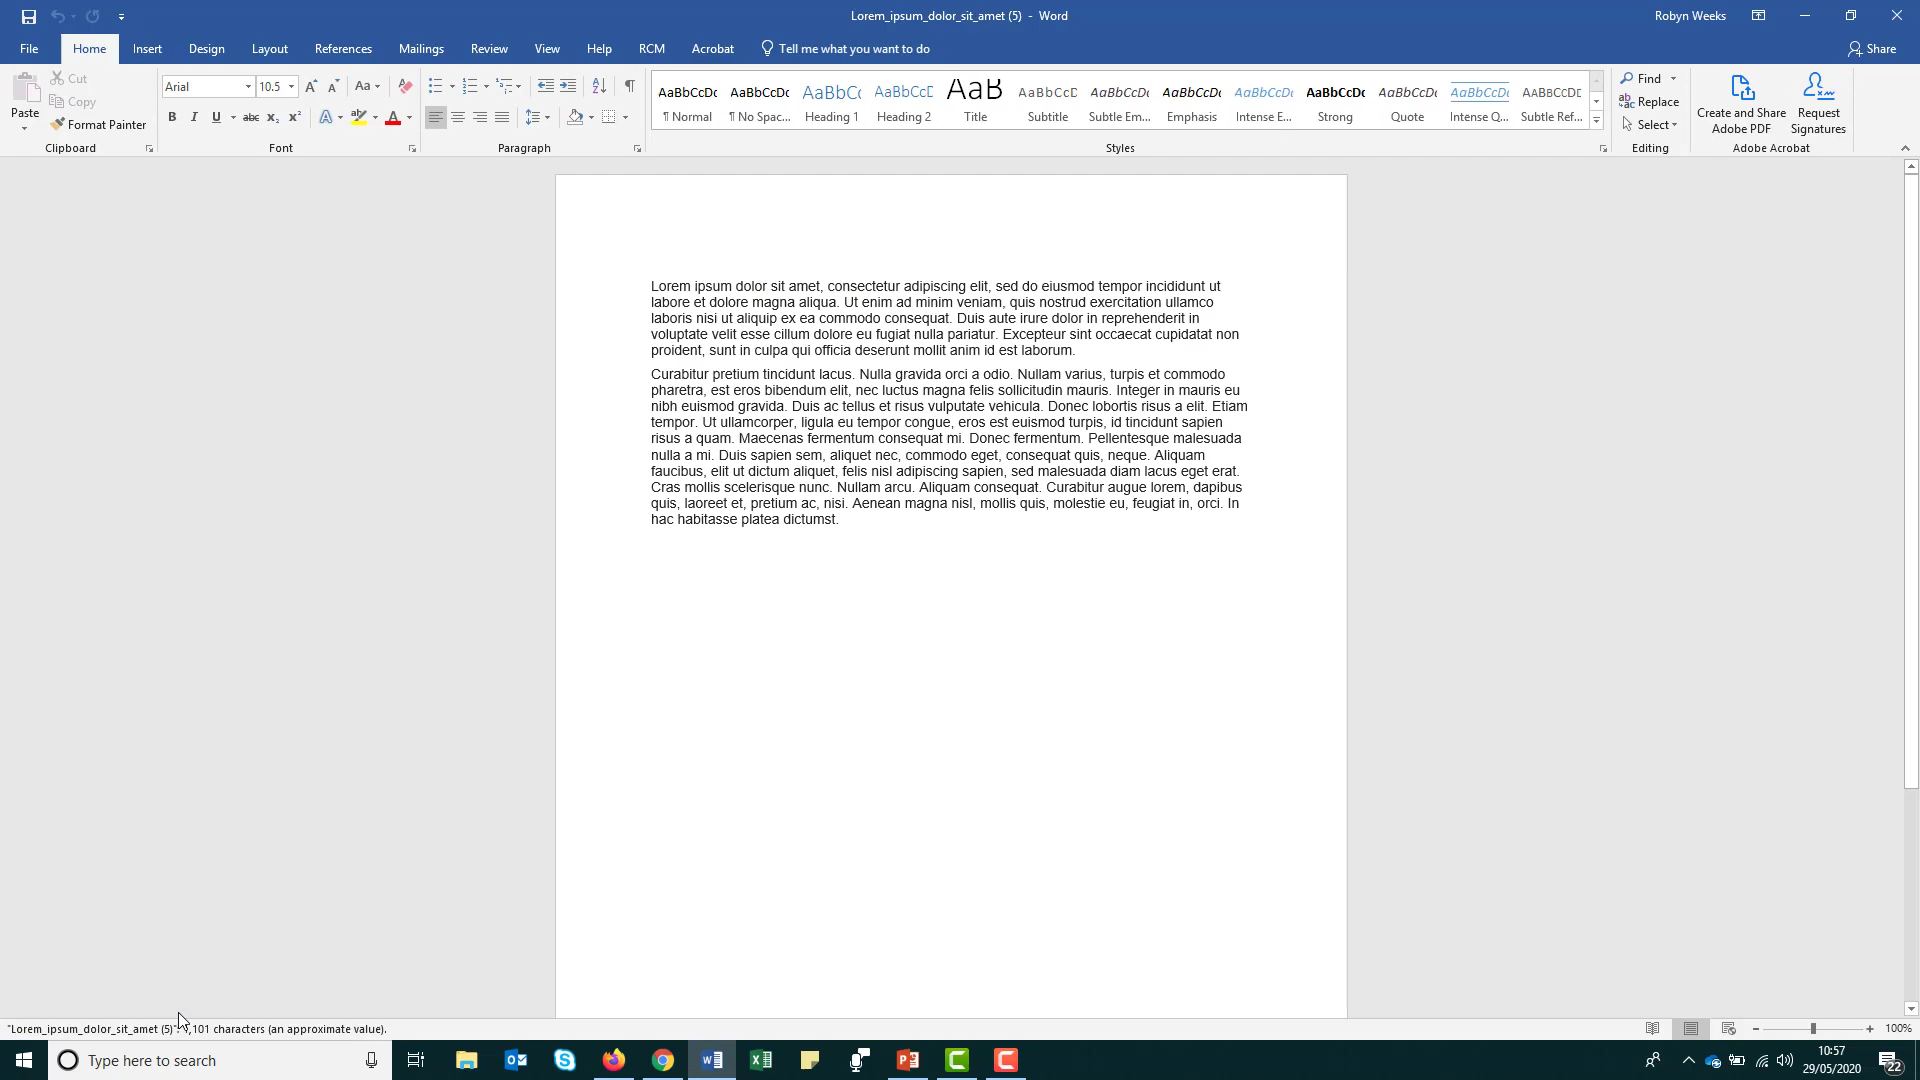 Lorem_ipsum_dolor_sit_amet (5) - Word
Robyn Weeks
File Home Insert Design Layout References Mailings Review View Help RCM Acrobat Tell me what you want to do Share
Paste
Cut
Copy
Format Painter
Clipboard
Arial 10.5
Aa
B I U abc x₂ x²
Font
Paragraph
AaBbCcDc AaBbCcDc AaBbCc AaBbCcD AaB AaBbCcD AaBbCcDc AaBbCcDc AaBbCcDc AaBbCcDc AaBbCcDc AaBbCcDc AABBCCDE
¶ Normal ¶ No Spac... Heading 1 Heading 2 Title Subtitle Subtle Em... Emphasis Intense E... Strong Quote Intense Q... Subtle Ref...
Styles
Find
Replace
Select
Editing
Create and Share
Adobe PDF
Request
Signatures
Adobe Acrobat
Lorem ipsum dolor sit amet, consectetur adipiscing elit, sed do eiusmod tempor incididunt ut
labore et dolore magna aliqua. Ut enim ad minim veniam, quis nostrud exercitation ullamco
laboris nisi ut aliquip ex ea commodo consequat. Duis aute irure dolor in reprehenderit in
voluptate velit esse cillum dolore eu fugiat nulla pariatur. Excepteur sint occaecat cupidatat non
proident, sunt in culpa qui officia deserunt mollit anim id est laborum.
Curabitur pretium tincidunt lacus. Nulla gravida orci a odio. Nullam varius, turpis et commodo
pharetra, est eros bibendum elit, nec luctus magna felis sollicitudin mauris. Integer in mauris eu
nibh euismod gravida. Duis ac tellus et risus vulputate vehicula. Donec lobortis risus a elit. Etiam
tempor. Ut ullamcorper, ligula eu tempor congue, eros est euismod turpis, id tincidunt sapien
risus a quam. Maecenas fermentum consequat mi. Donec fermentum. Pellentesque malesuada
nulla a mi. Duis sapien sem, aliquet nec, commodo eget, consequat quis, neque. Aliquam
faucibus, elit ut dictum aliquet, felis nisl adipiscing sapien, sed malesuada diam lacus eget erat.
Cras mollis scelerisque nunc. Nullam arcu. Aliquam consequat. Curabitur augue lorem, dapibus
quis, laoreet et, pretium ac, nisi. Aenean magna nisl, mollis quis, molestie eu, feugiat in, orci. In
hac habitasse platea dictumst.
"Lorem_ipsum_dolor_sit_amet (5)": ,101 characters (an approximate value).
100%
Type here to search
10:57
29/05/2020
22